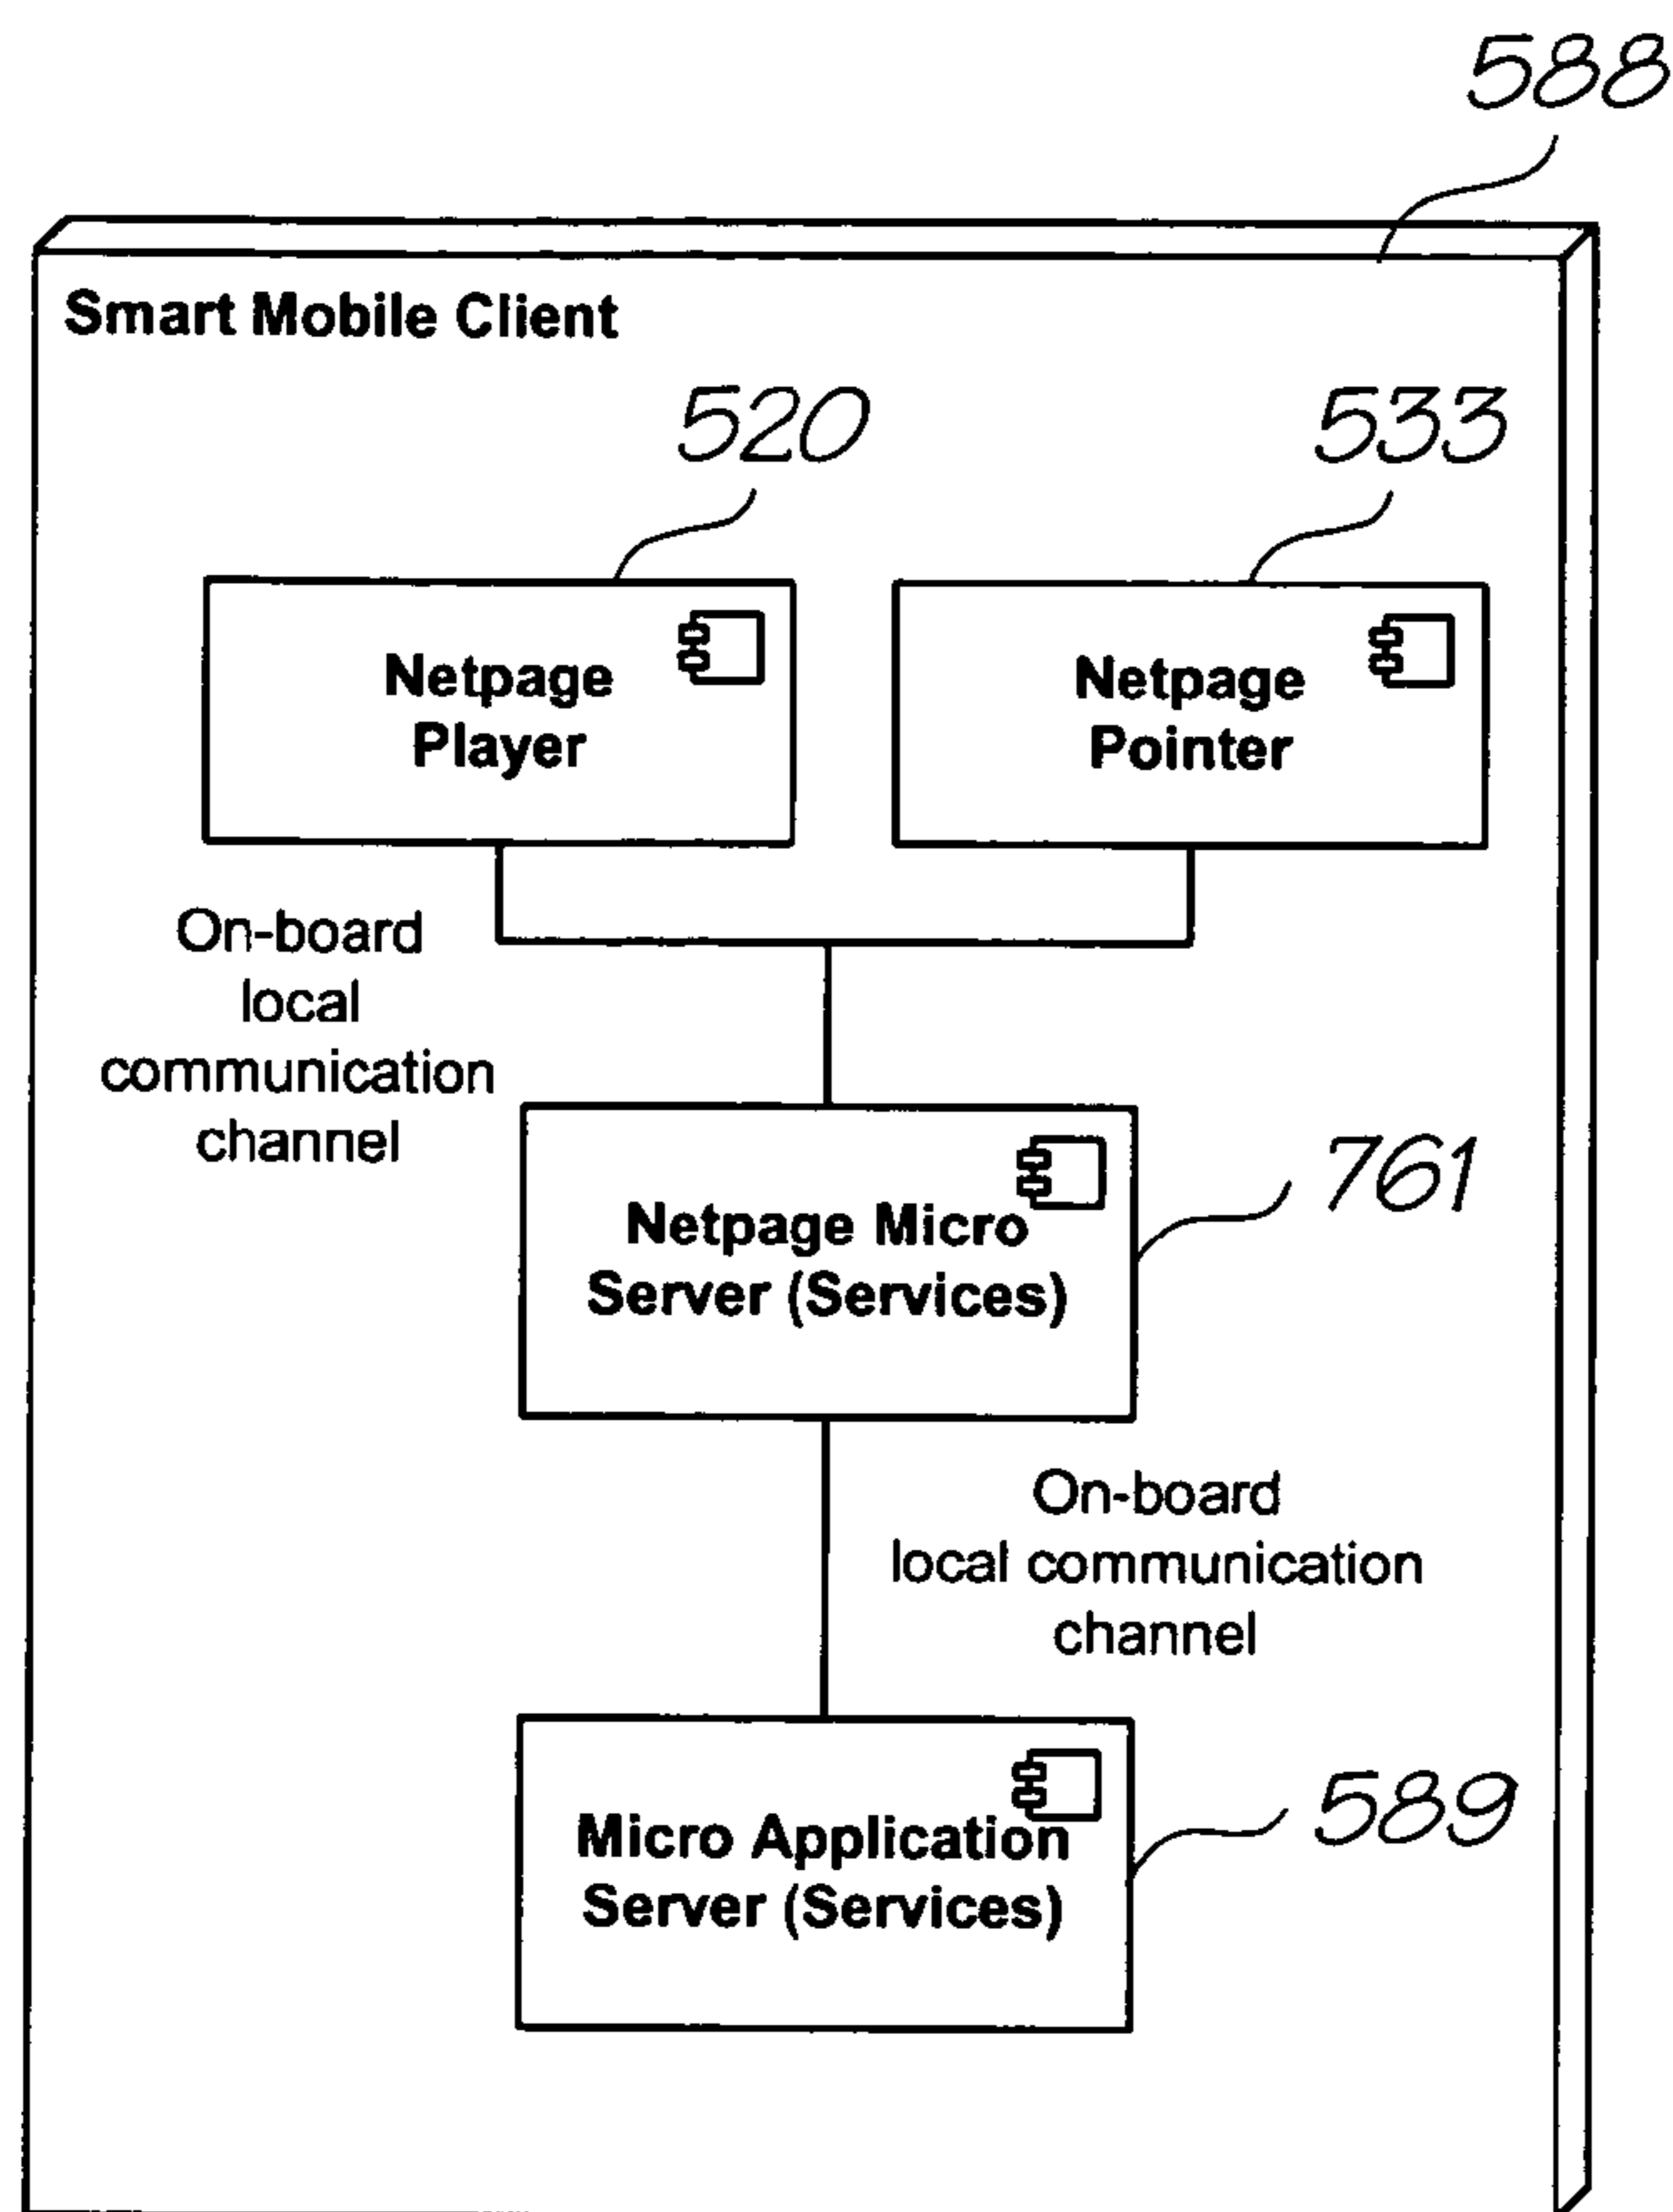 588
Smart Mobile Client
520
533
Netpage
Player
Netpage
Pointer
On-board
local
communication
channel
Netpage Micro
Server (Services)
761
On-board
local communication
channel
Micro Application
Server (Services)
589